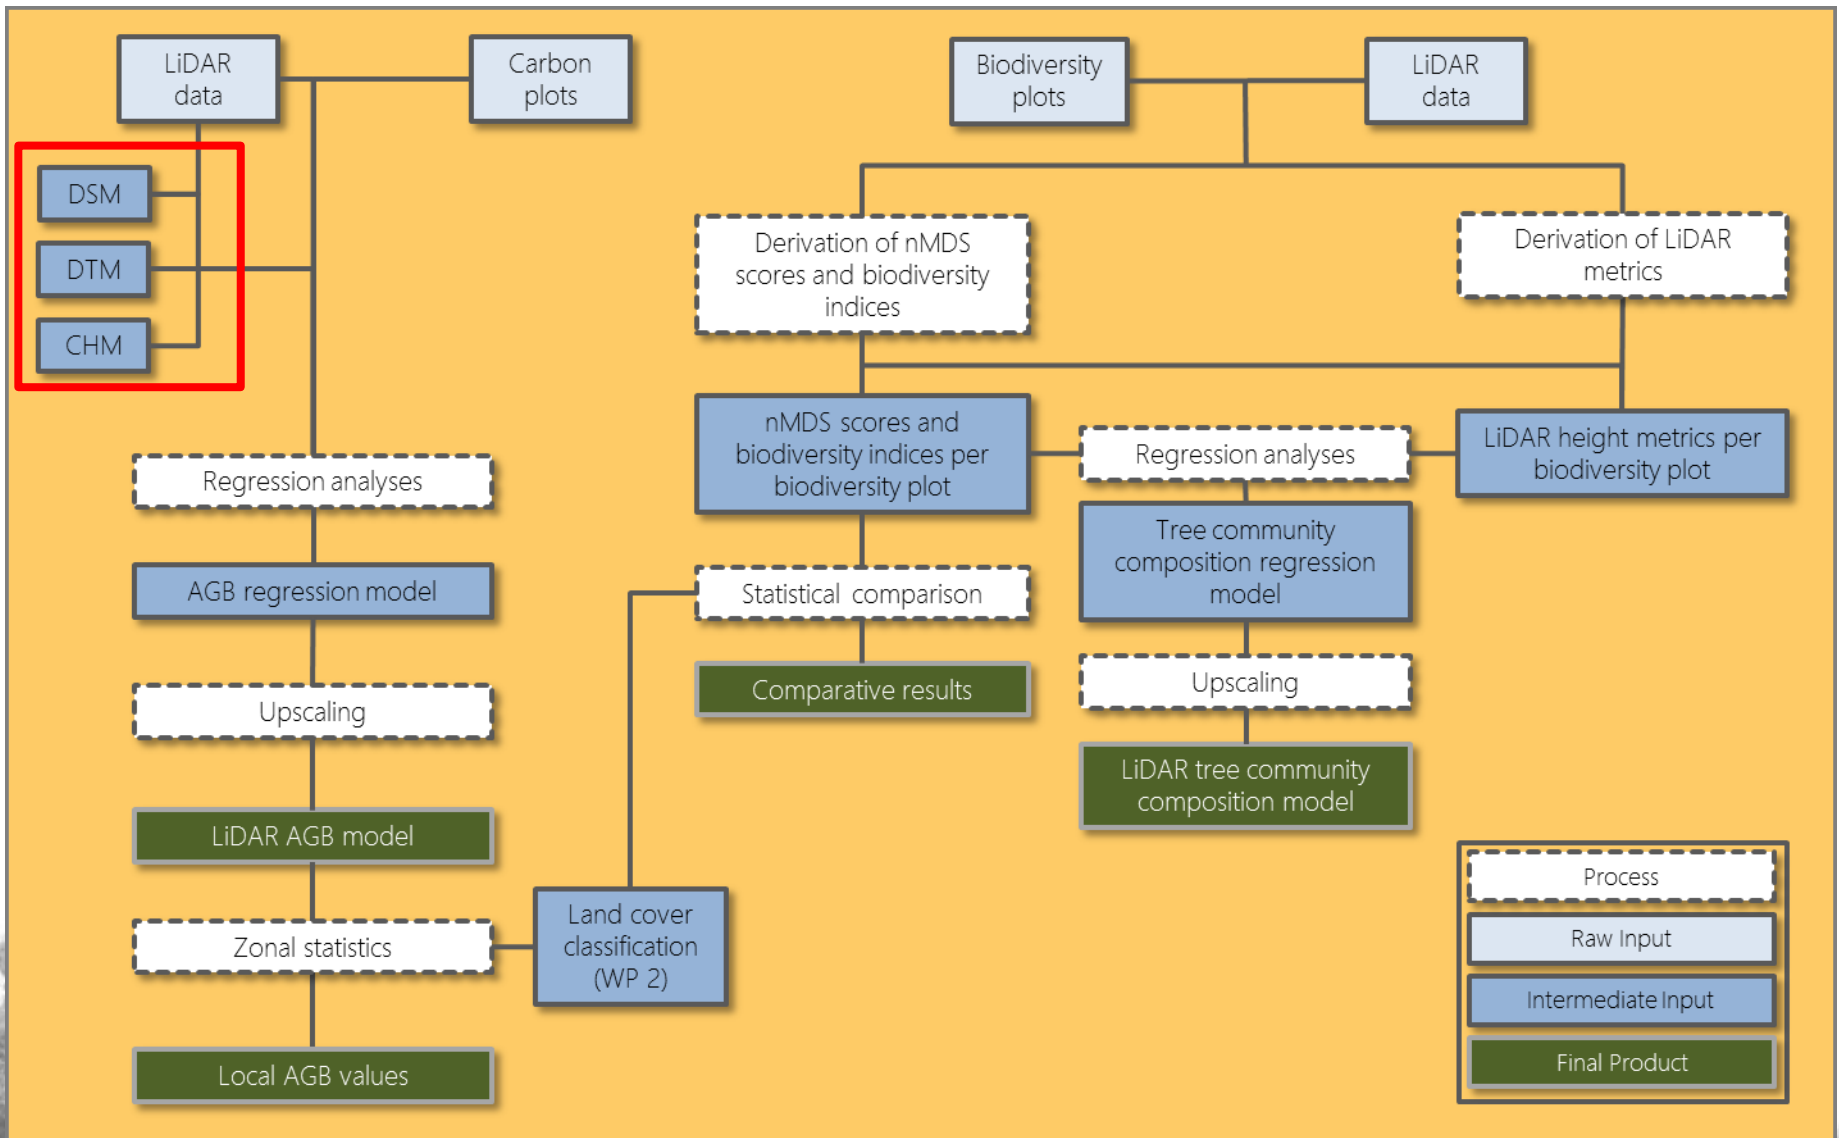 LiDAR
data
Carbon
plots
Biodiversity
plots
LiDAR
data
DSM
DTM
CHM
Derivation of nMDS
scores and biodiversity
indices
Derivation of LiDAR
metrics
nMDS scores and
biodiversity indices per
biodiversity plot
Regression analyses
LiDAR height metrics per
biodiversity plot
Regression analyses
AGB regression model
Statistical comparison
Tree community
composition regression
model
Upscaling
Comparative results
Upscaling
LiDAR tree community
composition model
LiDAR AGB model
Zonal statistics
Land cover
classification
(WP 2)
Local AGB values
Process
Raw Input
Intermediate Input
Final Product